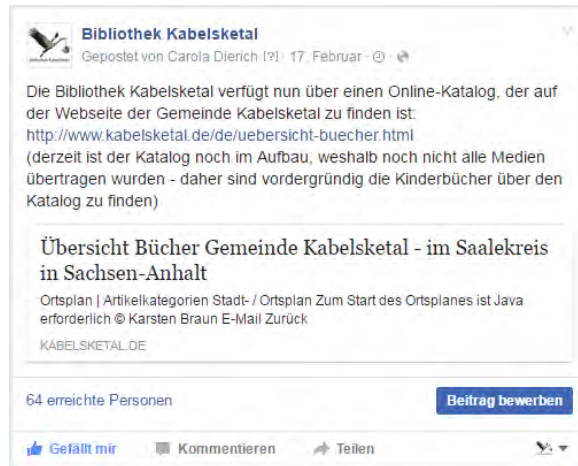 Bibliothek Kabelsketal
Gepostet von Carola Dierich [?] · 17. Februar ·
Die Bibliothek Kabelsketal verfügt nun über einen Online-Katalog, der auf
der Webseite der Gemeinde Kabelsketal zu finden ist:
http://www.kabelsketal.de/de/uebersicht-buecher.html
(derzeit ist der Katalog noch im Aufbau, weshalb noch nicht alle Medien
übertragen wurden - daher sind vordergründig die Kinderbücher über den
Katalog zu finden)
Übersicht Bücher Gemeinde Kabelsketal - im Saalekreis
in Sachsen-Anhalt
Ortsplan | Artikelkategorien Stadt- / Ortsplan Zum Start des Ortsplanes ist Java
erforderlich © Karsten Braun E-Mail Zurück
KABELSKETAL.DE
64 erreichte Personen
Beitrag bewerben
Gefällt mir
Kommentieren
Teilen